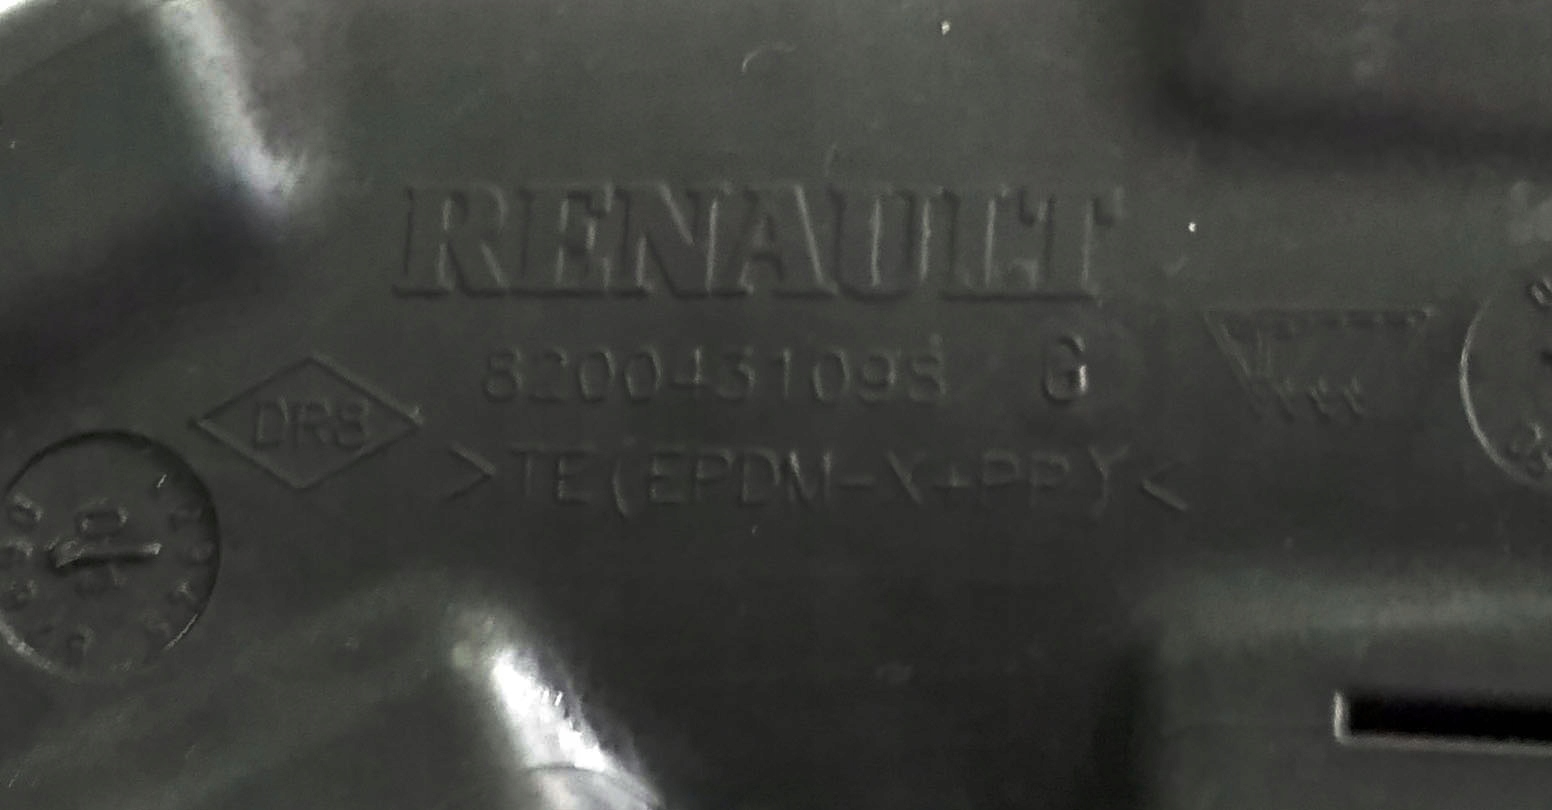 RENAULT
8200431098 G
DR8
>TE(EPDM-X+PP)<